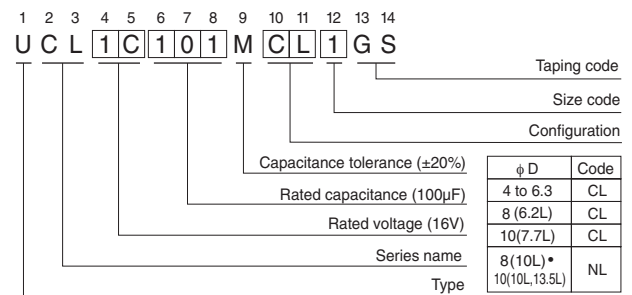 1 2 3 4 5 6 7 8 9 10 11 12 13 14
U C L 1 C 1 0 1 M C L 1 G S
Taping code
Size code
Configuration
Capacitance tolerance (±20%)
Rated capacitance (100µF)
Rated voltage (16V)
Series name
Type
ϕ D Code
4 to 6.3 CL
8 (6.2L) CL
10(7.7L) CL
8(10L)• NL
10(10L,13.5L)